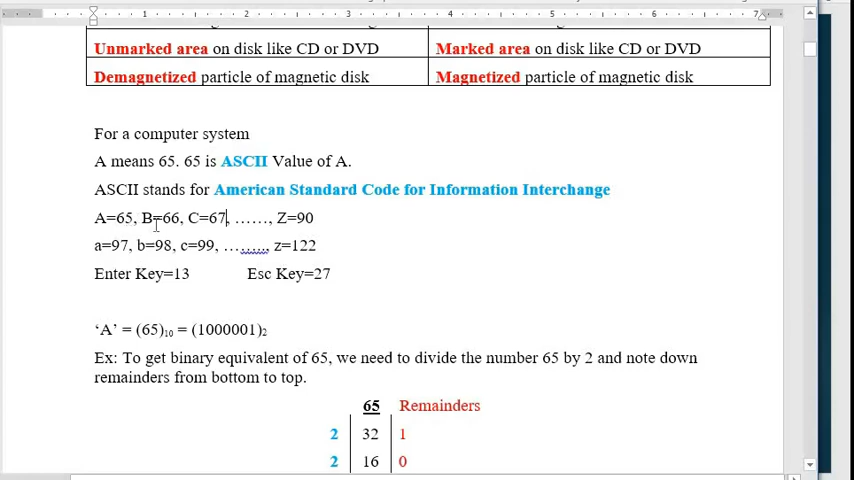 1 2 3 4 5 6 7
Unmarked area on disk like CD or DVD Marked area on disk like CD or DVD
Demagnetized particle of magnetic disk Magnetized particle of magnetic disk
For a computer system
A means 65. 65 is ASCII Value of A.
ASCII stands for American Standard Code for Information Interchange
A=65, B=66, C=67, ……, Z=90
a=97, b=98, c=99, …….., z=122
Enter Key=13 Esc Key=27
‘A’ = (65)₁₀ = (1000001)₂
Ex: To get binary equivalent of 65, we need to divide the number 65 by 2 and note down
remainders from bottom to top.
65 Remainders
2 32 1
2 16 0